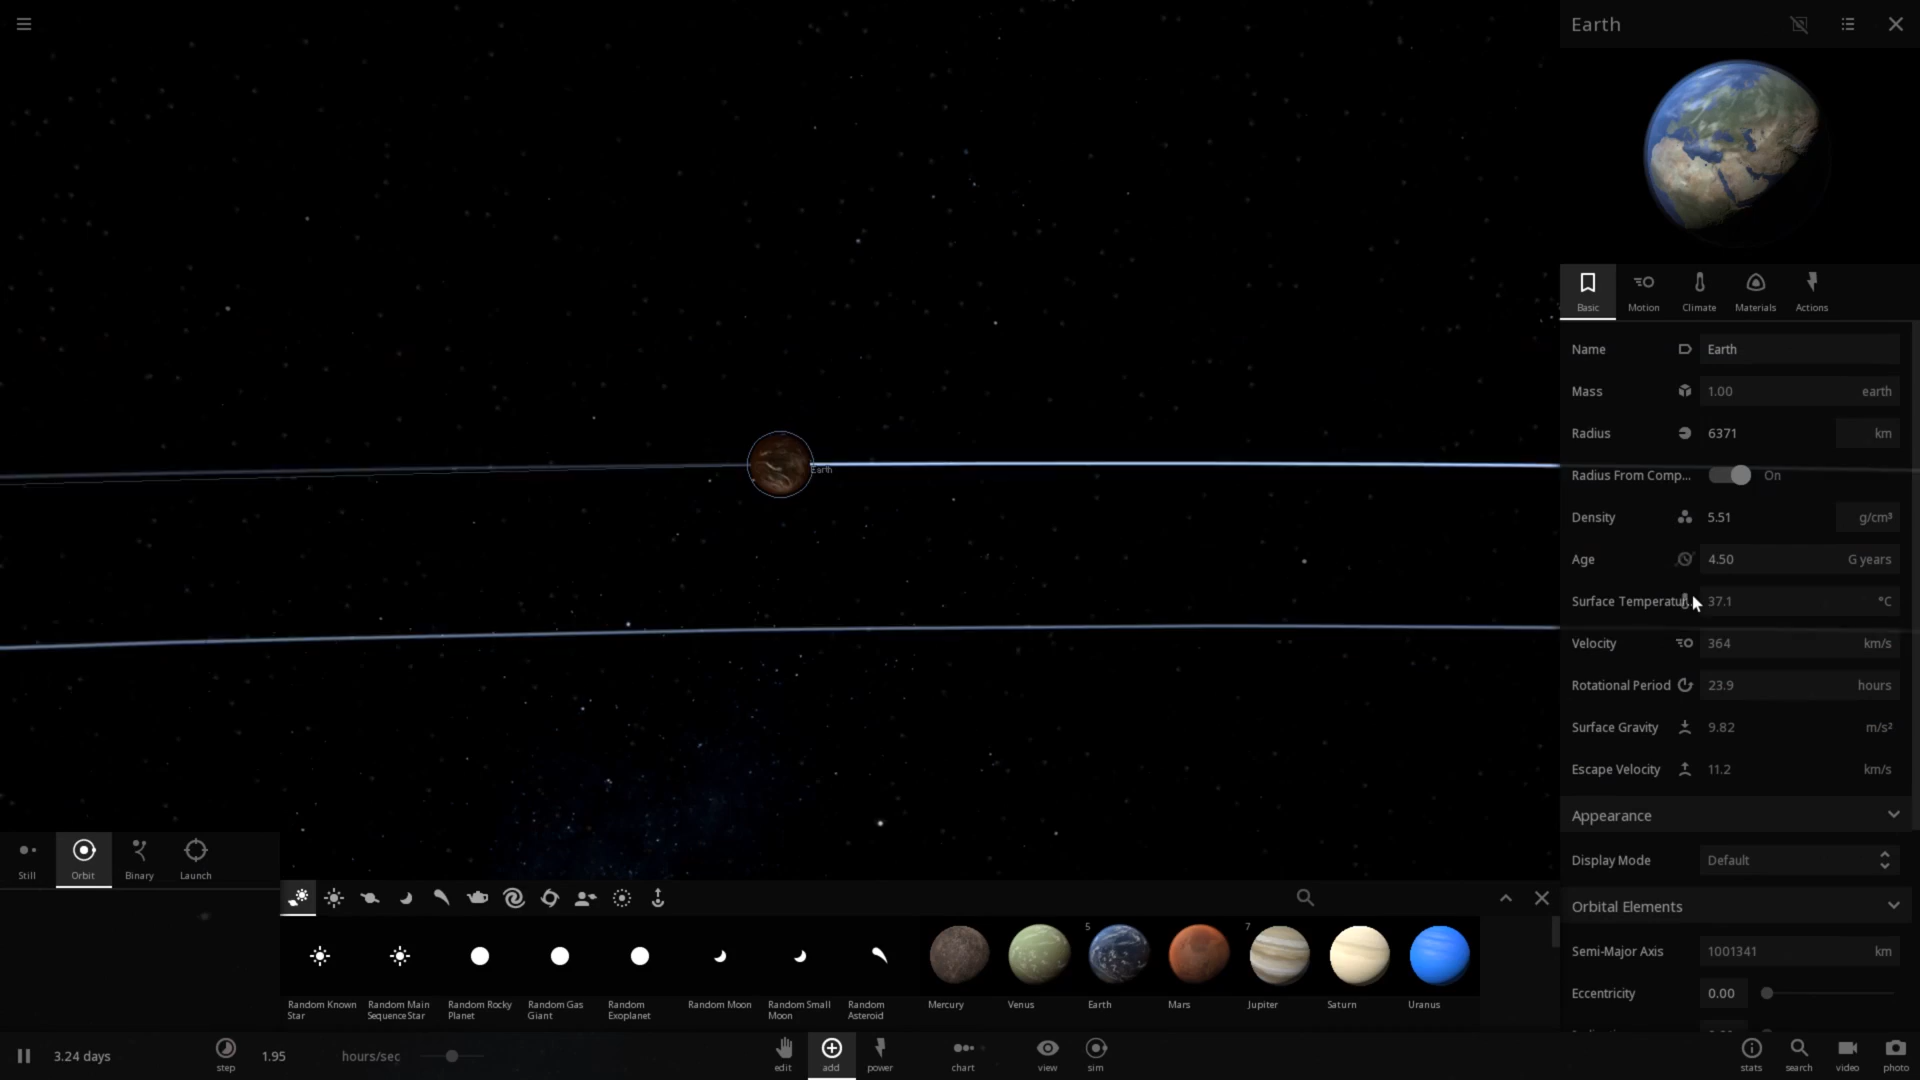 Earth
Basic
Motion
Climate
Materials
Actions
Name Earth
Mass 1.00 earth
Radius 6371 km
Radius From Comp... On
Density 5.51 g/cm³
Age 4.50 G years
Surface Temperatur... 37.1 °C
Velocity 364 km/s
Rotational Period 23.9 hours
Surface Gravity 9.82 m/s²
Escape Velocity 11.2 km/s
Appearance
Display Mode Default
Orbital Elements
Semi-Major Axis 1001341 km
Eccentricity 0.00
Earth
Still
Orbit
Binary
Launch
5
7
Random Known
Star
Random Main
Sequence Star
Random Rocky
Planet
Random Gas
Giant
Random
Exoplanet
Random Moon
Random Small
Moon
Random
Asteroid
Mercury
Venus
Earth
Mars
Jupiter
Saturn
Uranus
3.24 days
step
1.95 hours/sec
edit
add
power
chart
view
sim
stats
search
video
photo